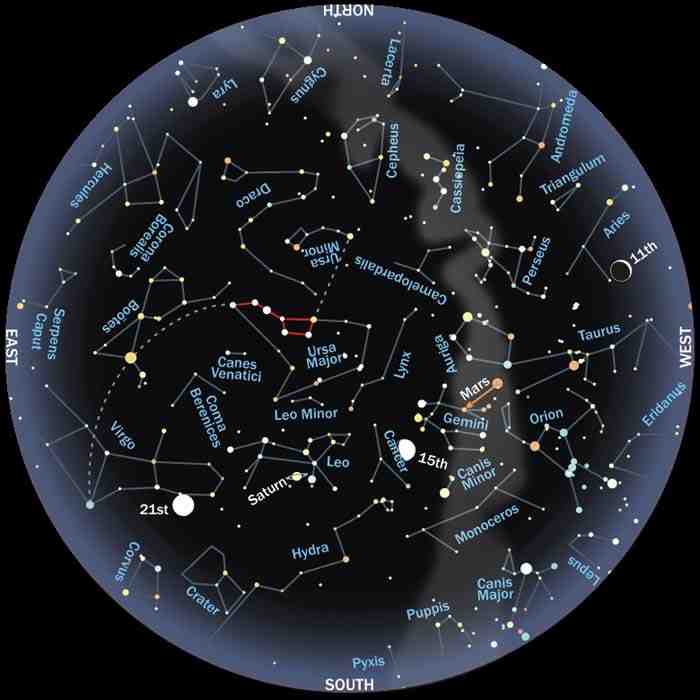 NORTH
Lacerta
Cygnus
Lyra
Andromeda
Cepheus
Cassiopeia
Triangulum
Hercules
Draco
Aries
Corona
Borealis
Ursa
Minor
Perseus
11th
Camelopardalis
Serpens
Caput
Boötes
EAST
WEST
Taurus
Auriga
Lynx
Ursa
Major
Canes
Venatici
Mars
Leo Minor
Coma
Berenices
Gemini
Orion
Eridanus
Virgo
Cancer
15th
Leo
Saturn
Canis
Minor
21st
Monoceros
Hydra
Corvus
Crater
Lepus
Canis
Major
Puppis
Pyxis
SOUTH